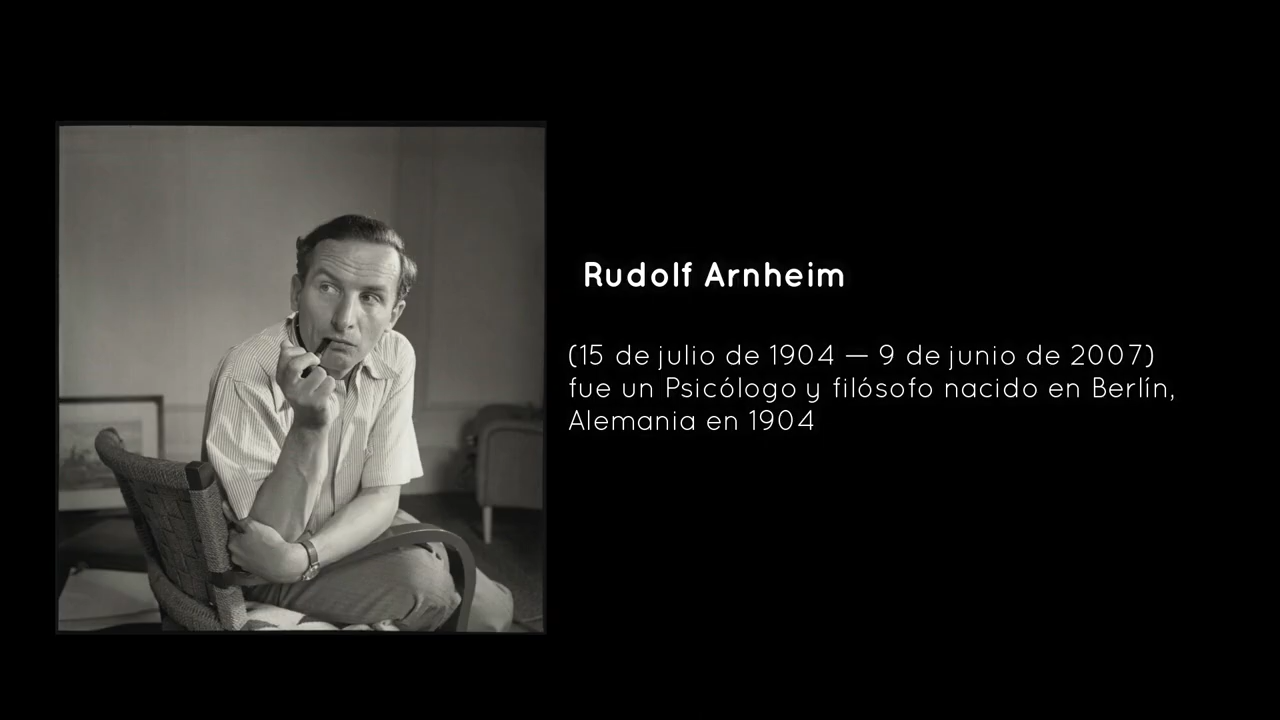 Rudolf Arnheim
(15 de julio de 1904 — 9 de junio de 2007)
fue un Psicólogo y filósofo nacido en Berlín,
Alemania en 1904